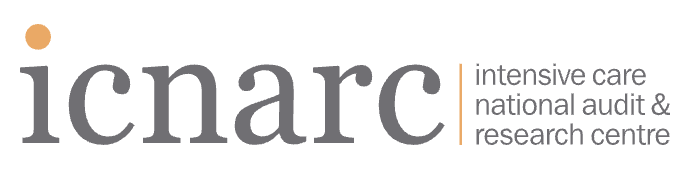 icnarc
intensive care
national audit &
research centre